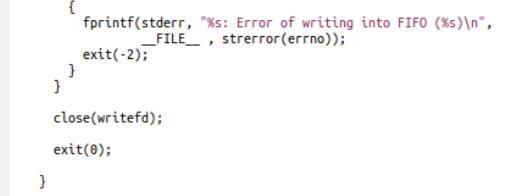 {
fprintf(stderr, "%s: Error of writing into FIFO (%s)\n",
__FILE__ , strerror(errno));
exit(-2);
}
}
close(writefd);
exit(0);
}